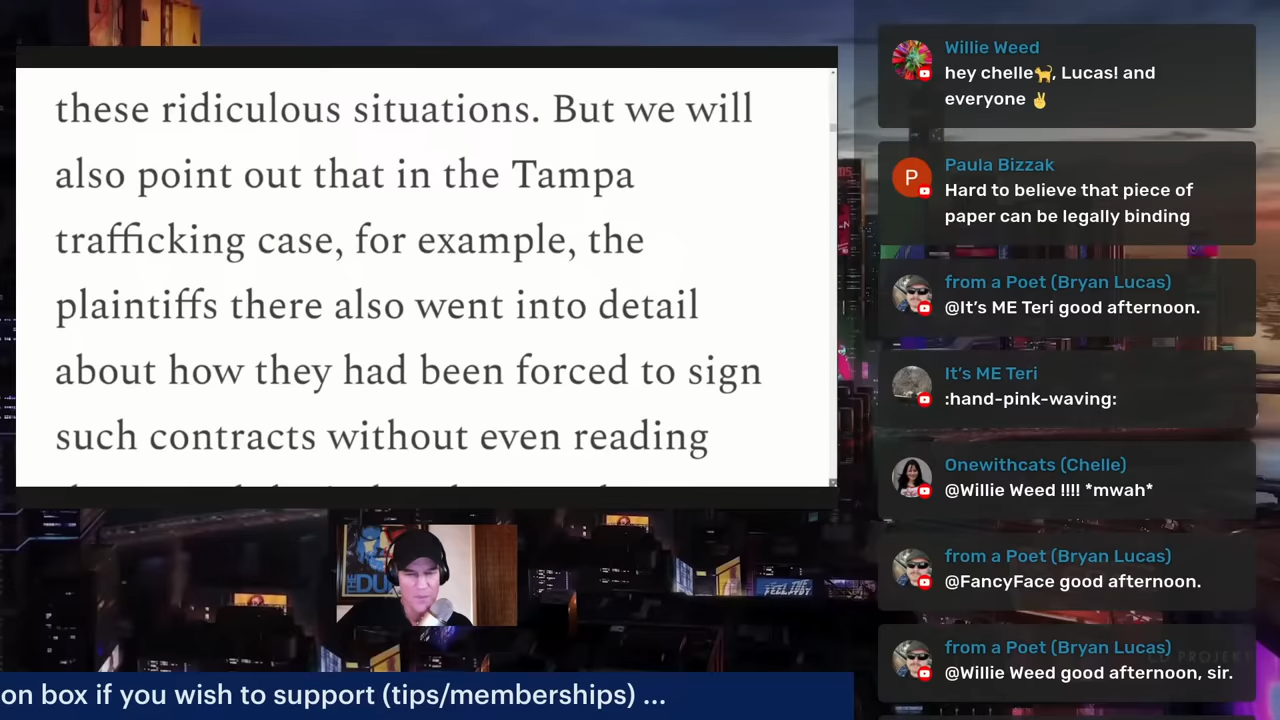 these ridiculous situations. But we will
also point out that in the Tampa
trafficking case, for example, the
plaintiffs there also went into detail
about how they had been forced to sign
such contracts without even reading
Willie Weed
hey chelle🐈, Lucas! and
everyone ✌
P
Paula Bizzak
Hard to believe that piece of
paper can be legally binding
from a Poet (Bryan Lucas)
@It’s ME Teri good afternoon.
It’s ME Teri
:hand-pink-waving:
Onewithcats (Chelle)
@Willie Weed !!!! *mwah*
from a Poet (Bryan Lucas)
@FancyFace good afternoon.
from a Poet (Bryan Lucas)
@Willie Weed good afternoon, sir.
THE
DU
on box if you wish to support (tips/memberships) ...